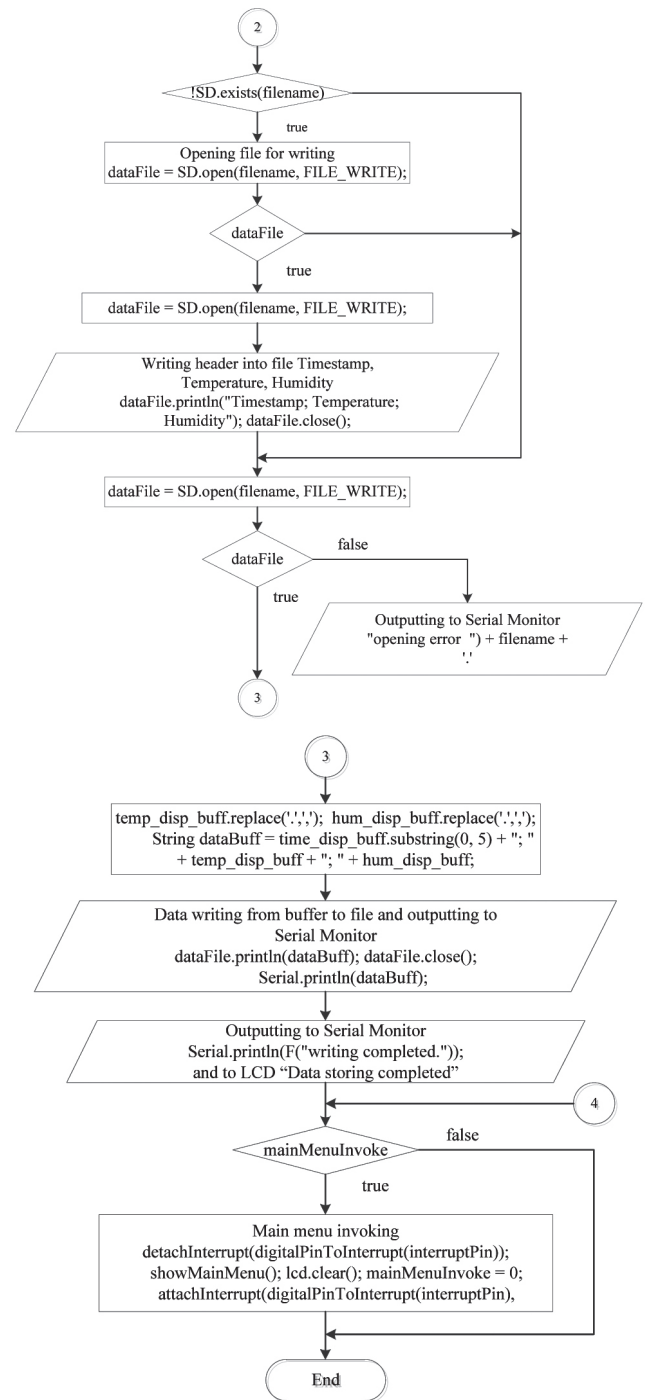 2
!SD.exists(filename)
true
Opening file for writing
dataFile = SD.open(filename, FILE_WRITE);
dataFile
true
dataFile = SD.open(filename, FILE_WRITE);
Writing header into file Timestamp,
Temperature, Humidity
dataFile.println("Timestamp; Temperature;
Humidity"); dataFile.close();
dataFile = SD.open(filename, FILE_WRITE);
dataFile
false
true
Outputting to Serial Monitor
"opening error ") + filename +
'.'
3
3
temp_disp_buff.replace('.',','); hum_disp_buff.replace('.',',');
String dataBuff = time_disp_buff.substring(0, 5) + "; "
+ temp_disp_buff + "; " + hum_disp_buff;
Data writing from buffer to file and outputting to
Serial Monitor
dataFile.println(dataBuff); dataFile.close();
Serial.println(dataBuff);
Outputting to Serial Monitor
Serial.println(F("writing completed."));
and to LCD “Data storing completed”
4
mainMenuInvoke
false
true
Main menu invoking
detachInterrupt(digitalPinToInterrupt(interruptPin));
showMainMenu(); lcd.clear(); mainMenuInvoke = 0;
attachInterrupt(digitalPinToInterrupt(interruptPin),
End